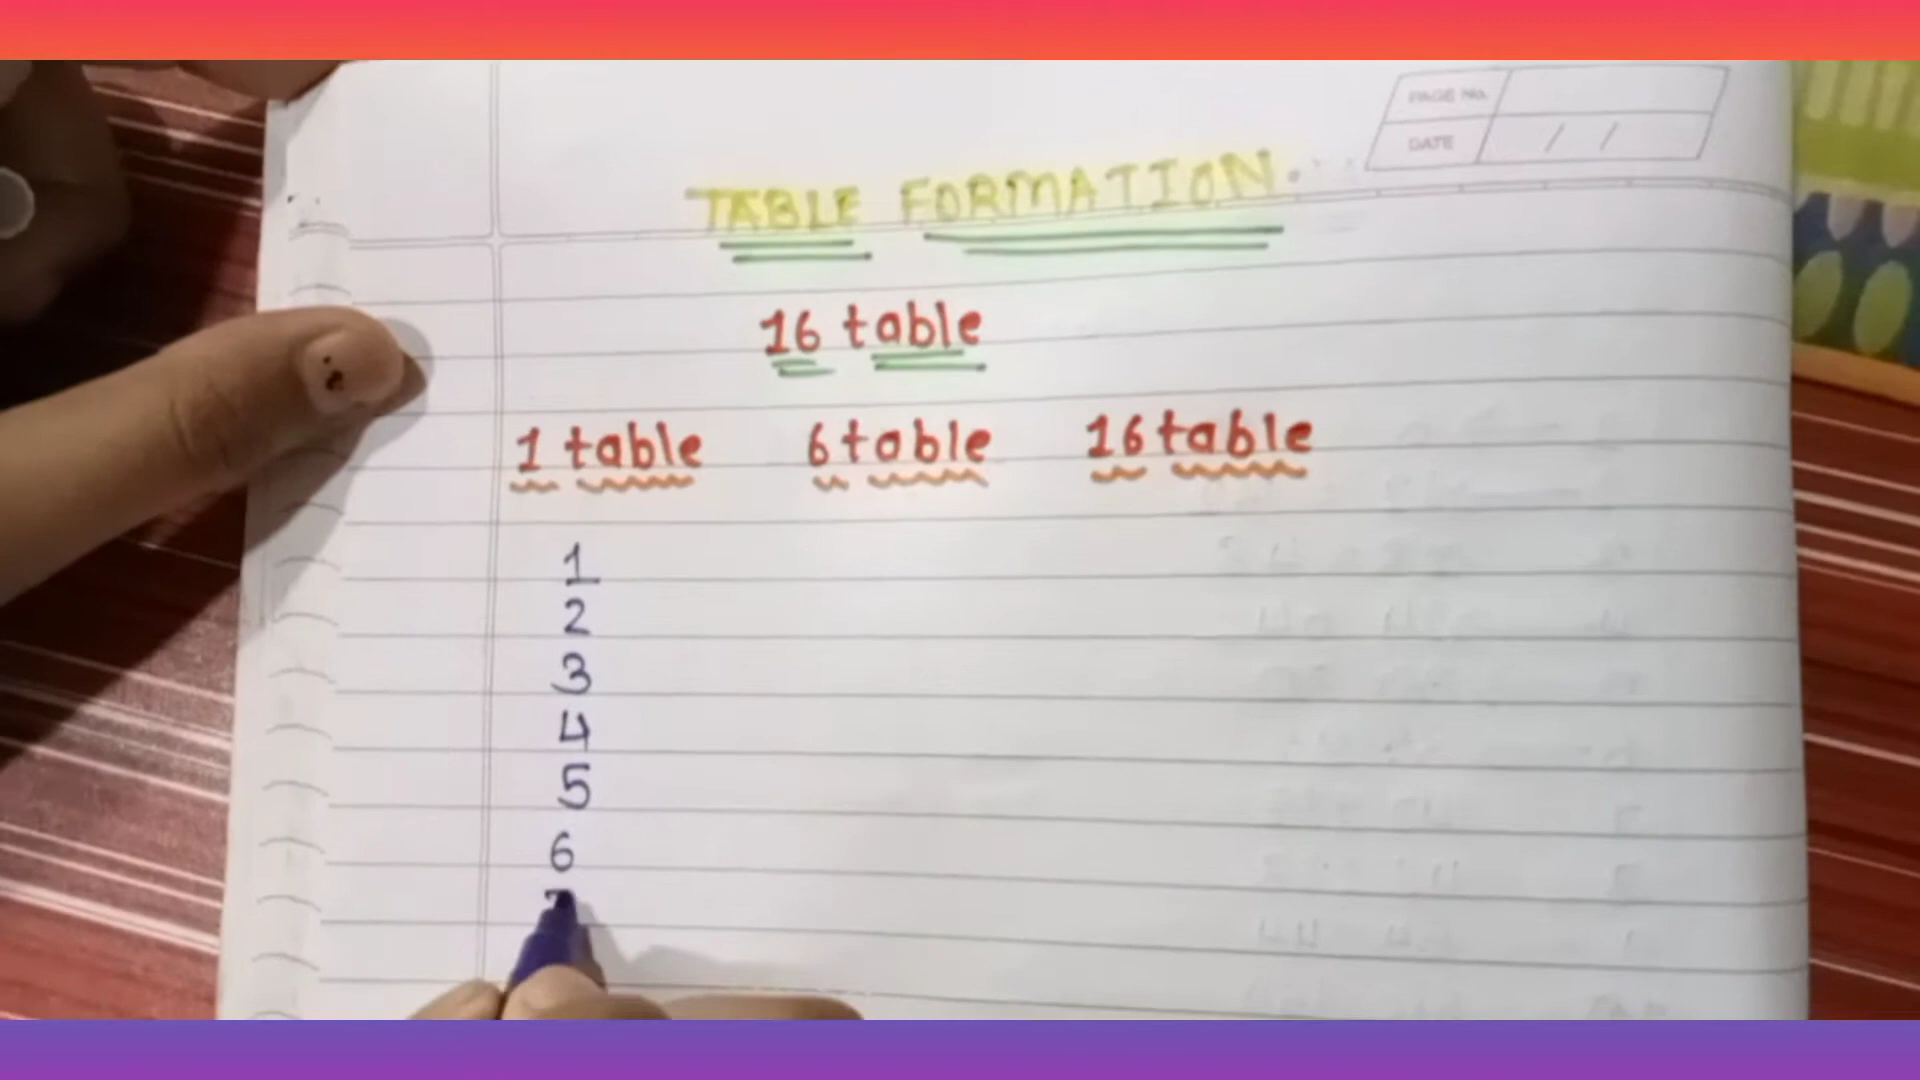 PAGE No.
DATE / /
TABLE FORMATION.
16 table
1 table 6 table 16 table
1
2
3
4
5
6
7